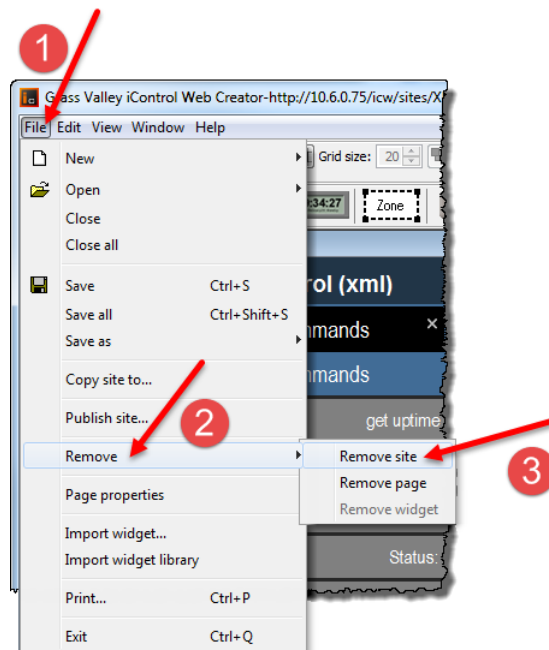 1
Grass Valley iControl Web Creator-http://10.6.0.75/icw/sites/X
File Edit View Window Help
New
Grid size: 20
Open
:34:27 Zone
Close
Close all
rol (xml)
Save Ctrl+S
Save all Ctrl+Shift+S
mmands ×
Save as
Copy site to...
mmands
Publish site...
2
get uptime
Remove
Remove site
3
Remove page
Page properties
Remove widget
Import widget...
Import widget library
Status:
Print... Ctrl+P
Exit Ctrl+Q